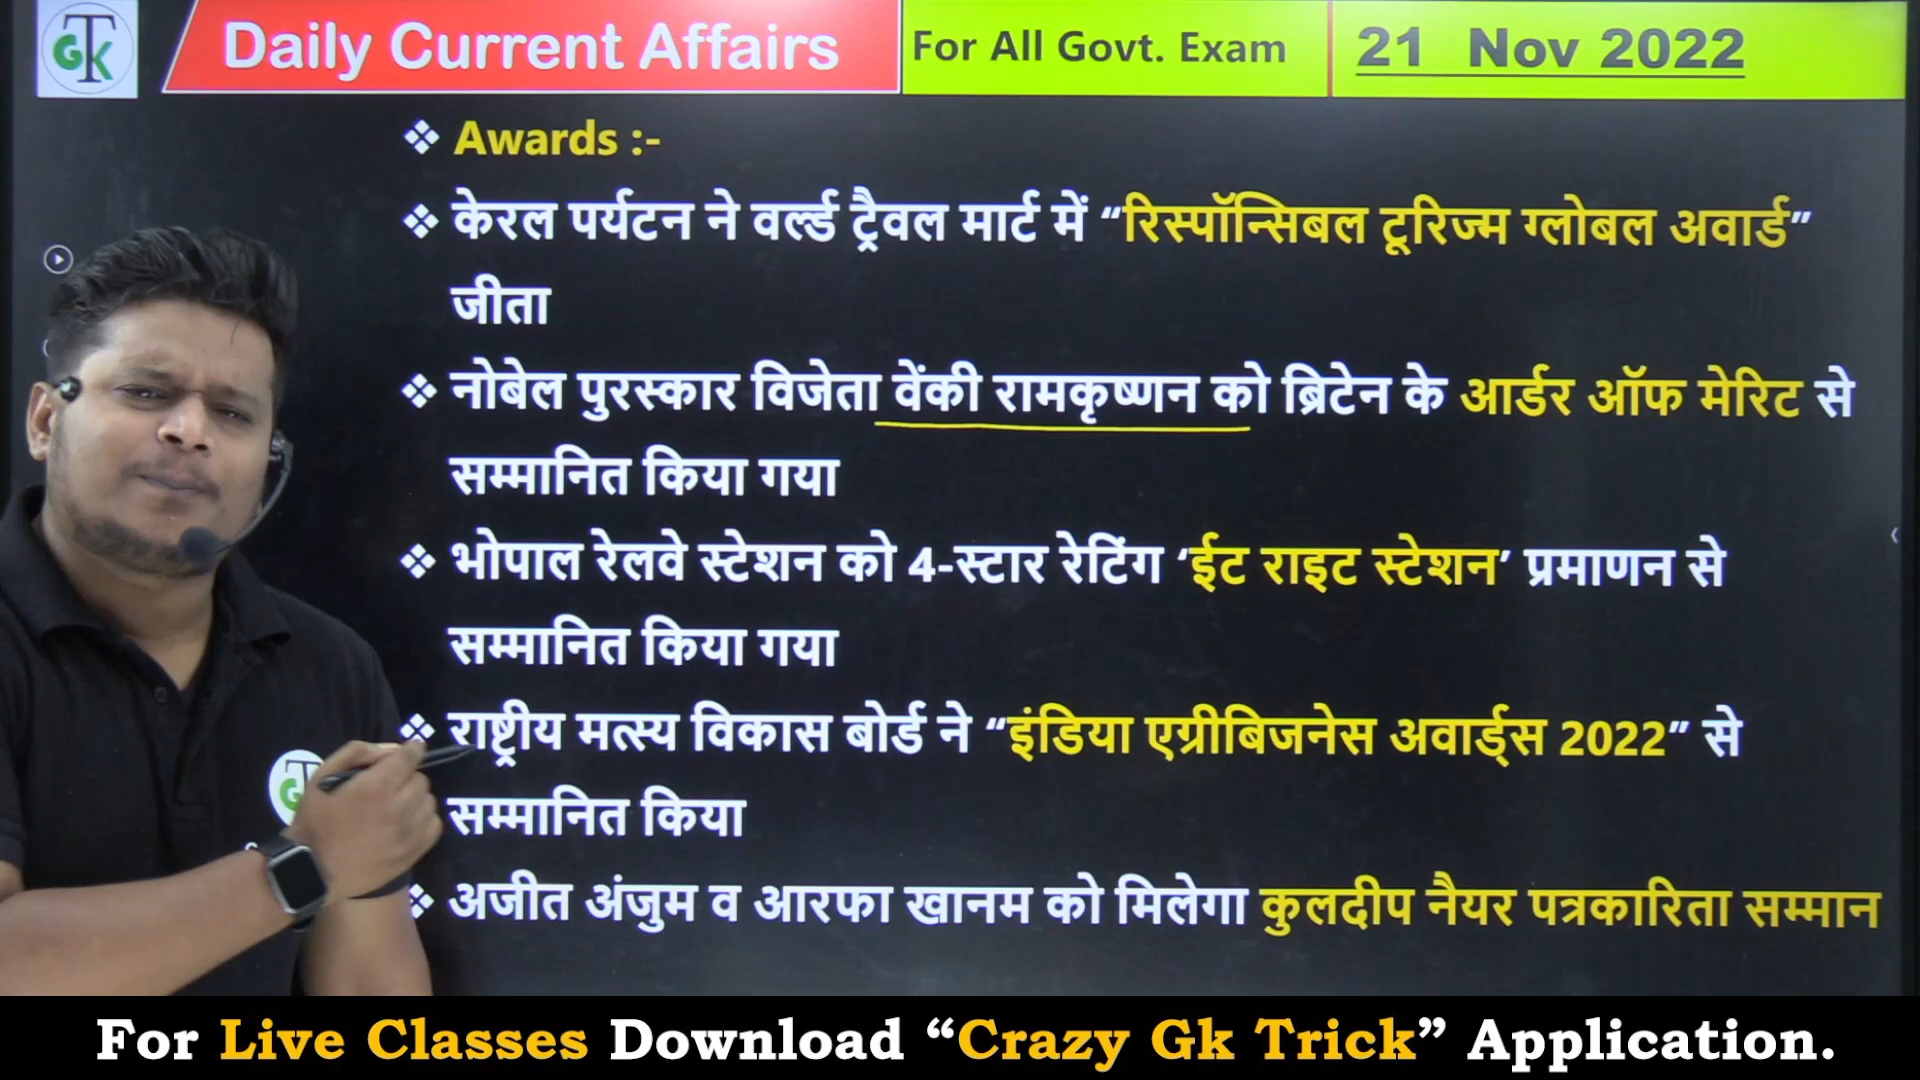 GTK
Daily Current Affairs
For All Govt. Exam
21 Nov 2022
❖ Awards :-
❖ केरल पर्यटन ने वर्ल्ड ट्रैवल मार्ट में “रिस्पॉन्सिबल टूरिज्म ग्लोबल अवार्ड”
जीता
❖ नोबेल पुरस्कार विजेता वेंकी रामकृष्णन को ब्रिटेन के आर्डर ऑफ मेरिट से
सम्मानित किया गया
❖ भोपाल रेलवे स्टेशन को 4-स्टार रेटिंग ‘ईट राइट स्टेशन’ प्रमाणन से
सम्मानित किया गया
❖ राष्ट्रीय मत्स्य विकास बोर्ड ने “इंडिया एग्रीबिजनेस अवार्ड्स 2022” से
सम्मानित किया
❖ अजीत अंजुम व आरफा खानम को मिलेगा कुलदीप नैयर पत्रकारिता सम्मान
For Live Classes Download “Crazy Gk Trick” Application.